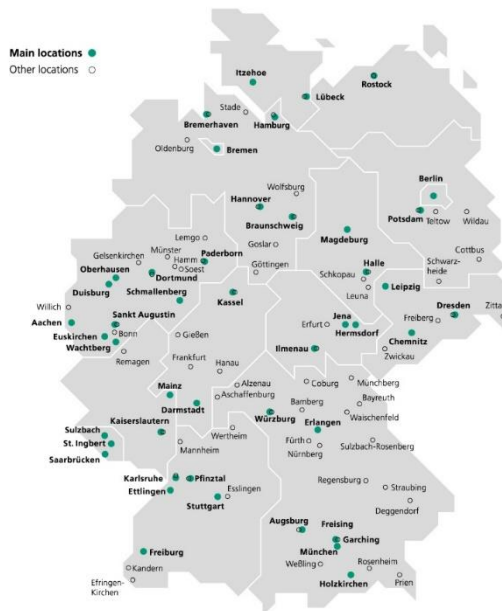 Main locations
Other locations
Itzehoe
Rostock
Lübeck
Stade
Bremerhaven
Hamburg
Oldenburg
Bremen
Berlin
Wolfsburg
Hannover
Potsdam
Teltow
Wildau
Braunschweig
Magdeburg
Lemgo
Paderborn
Goslar
Cottbus
Münster
Gelsenkirchen
Hamm
Soest
Göttingen
Halle
Schkopau
Schwarz-
heide
Oberhausen
Dortmund
Duisburg
Schmallenberg
Kassel
Leuna
Leipzig
Willich
Dresden
Zitta
Sankt Augustin
Freiberg
Aachen
Bonn
Jena
Erfurt
Hermsdorf
Chemnitz
Euskirchen
Wachtberg
Gießen
Ilmenau
Zwickau
Remagen
Frankfurt
Hanau
Coburg
Münchberg
Mainz
Alzenau
Bayreuth
Aschaffenburg
Bamberg
Darmstadt
Würzburg
Waischenfeld
Sulzbach
Kaiserslautern
Erlangen
Wertheim
St. Ingbert
Fürth
Sulzbach-Rosenberg
Mannheim
Nürnberg
Saarbrücken
Karlsruhe
Pfinztal
Regensburg
Straubing
Ettlingen
Esslingen
Stuttgart
Deggendorf
Augsburg
Freising
Garching
Freiburg
München
Weßling
Kandern
Rosenheim
Efringen-
Kirchen
Holzkirchen
Prien